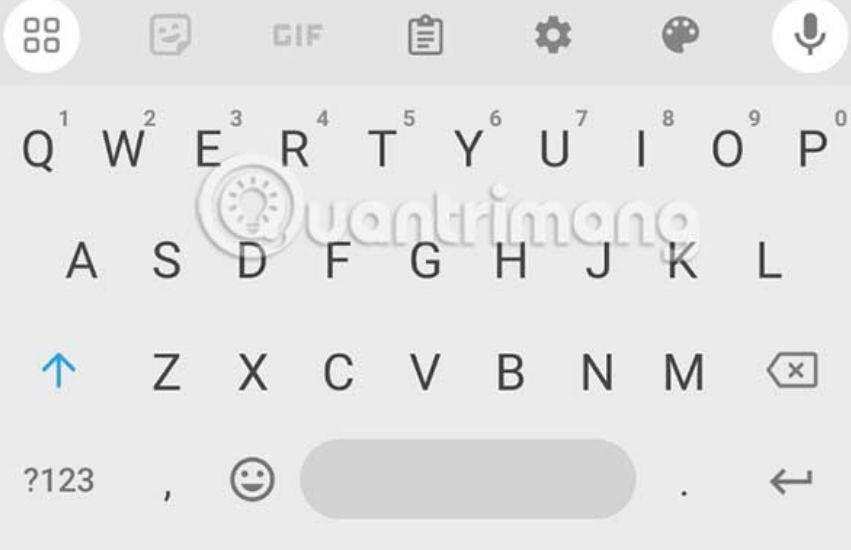 GIF
1 2 3 4 5 6 7 8 9 0
Q W E R T Y U I O P
Quantrimang
A S D F G H J K L
Z X C V B N M
?123 , .